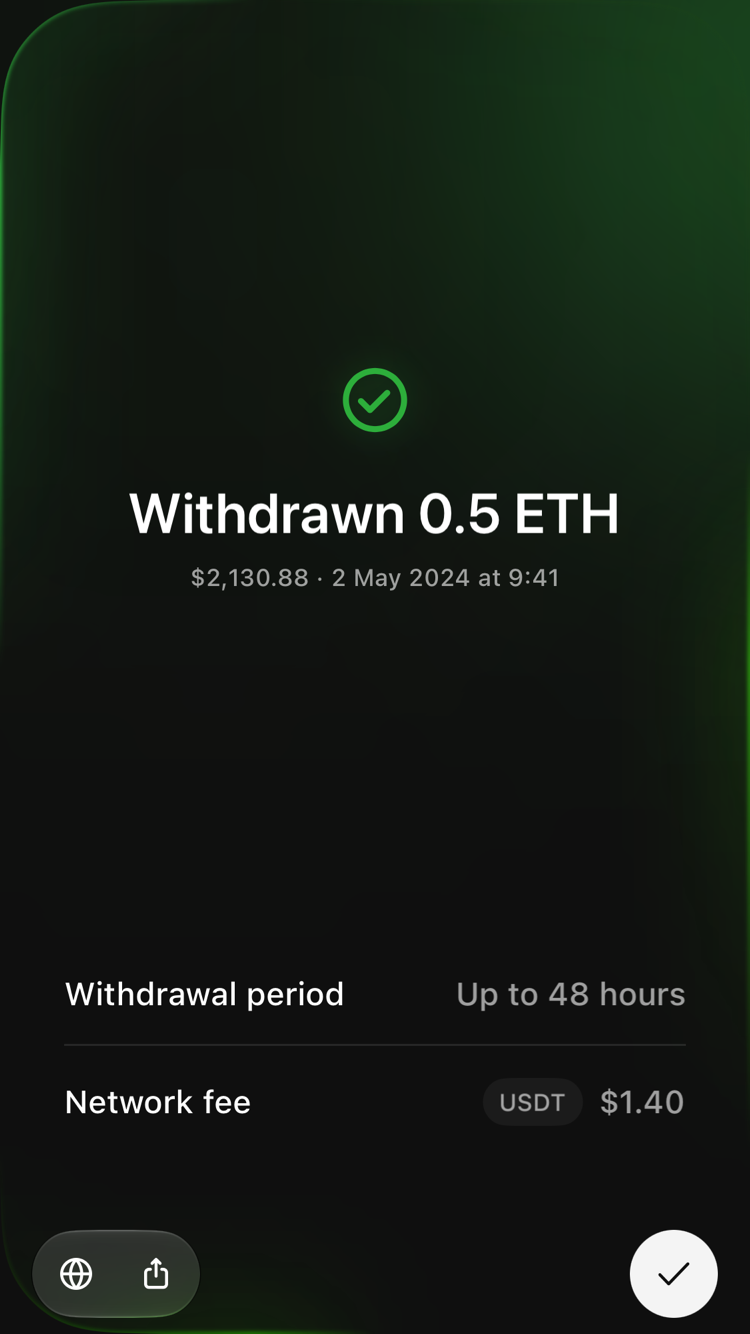 Withdrawn 0.5 ETH
$2,130.88 · 2 May 2024 at 9:41
Withdrawal period Up to 48 hours
Network fee USDT $1.40